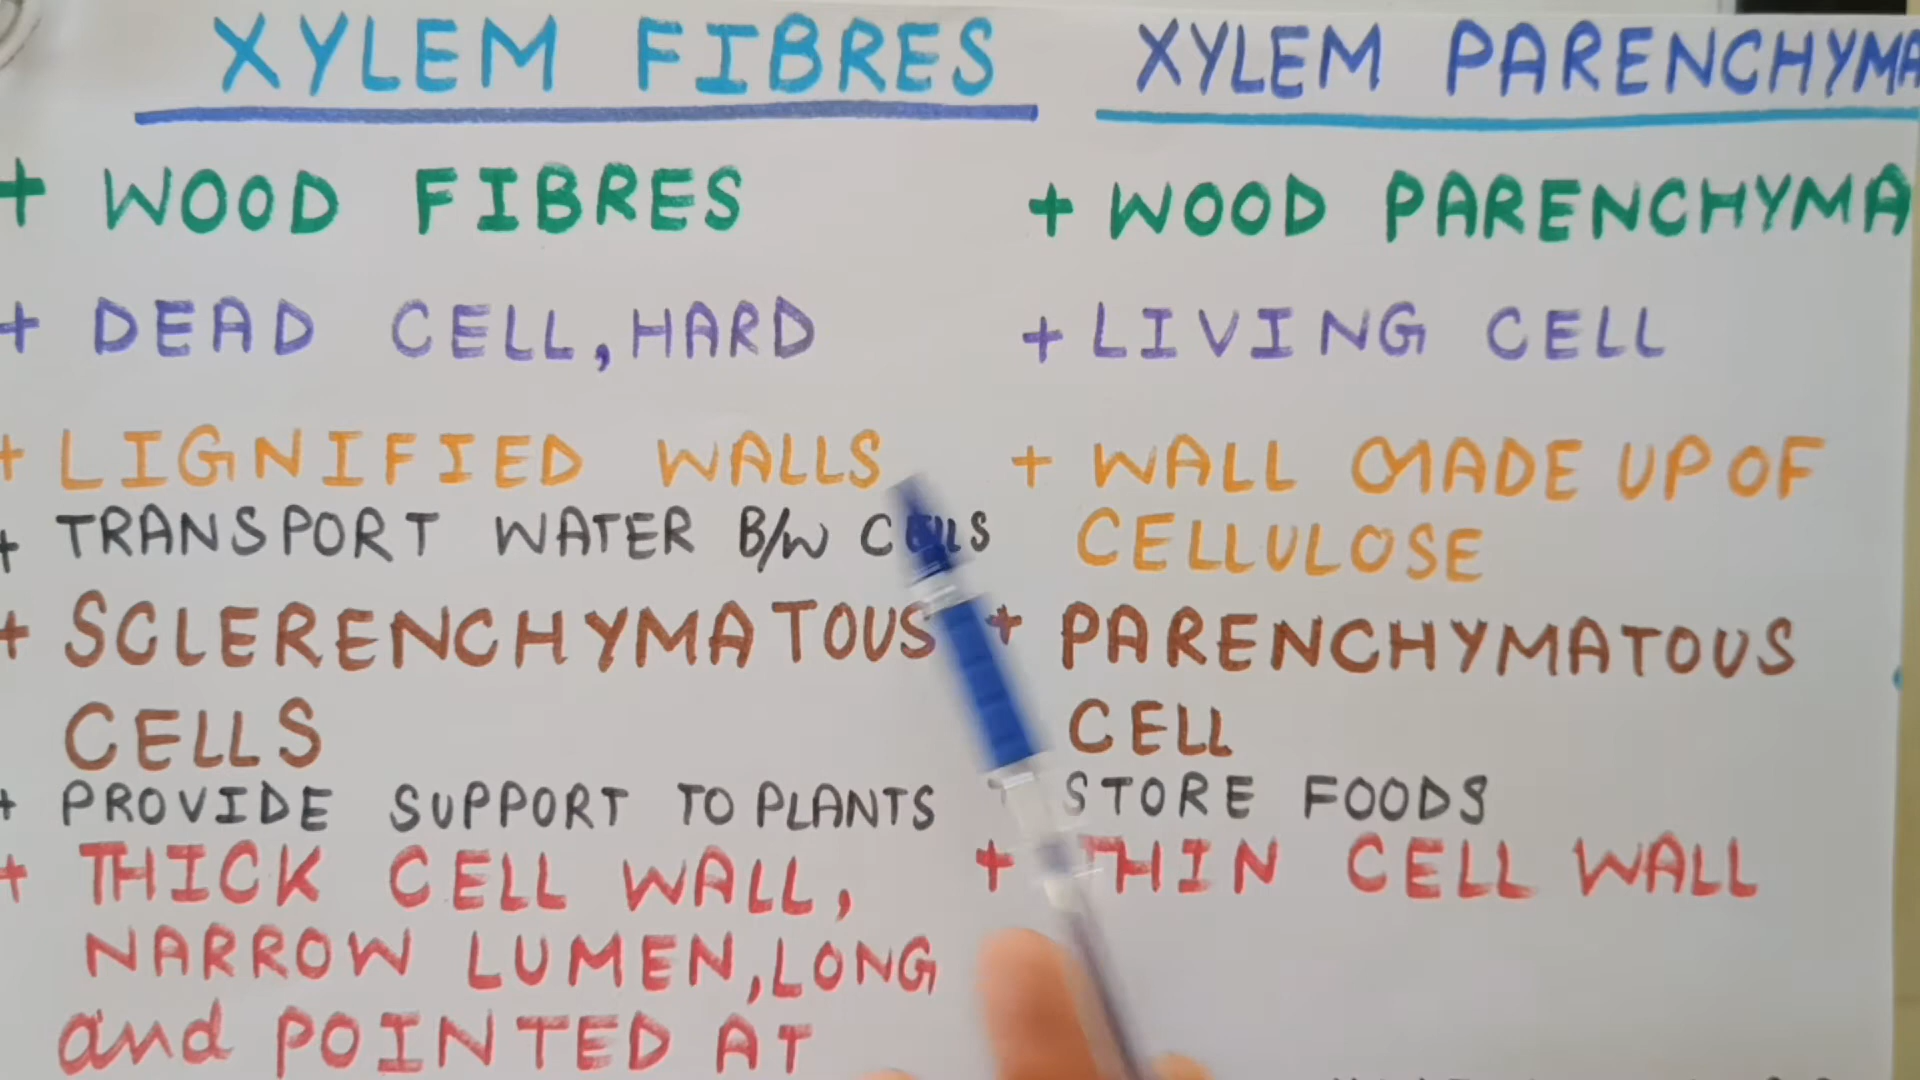 XYLEM FIBRES
+ WOOD FIBRES
+ DEAD CELL, HARD
+ LIGNIFIED WALLS
+ TRANSPORT WATER B/W CELLS
+ SCLERENCHYMATOUS
CELLS
+ PROVIDE SUPPORT TO PLANTS
+ THICK CELL WALL,
NARROW LUMEN, LONG
and POINTED AT
XYLEM PARENCHYMA
+ WOOD PARENCHYMA
+ LIVING CELL
+ WALL MADE UP OF
CELLULOSE
+ PARENCHYMATOUS
CELL
STORE FOODS
+ THIN CELL WALL